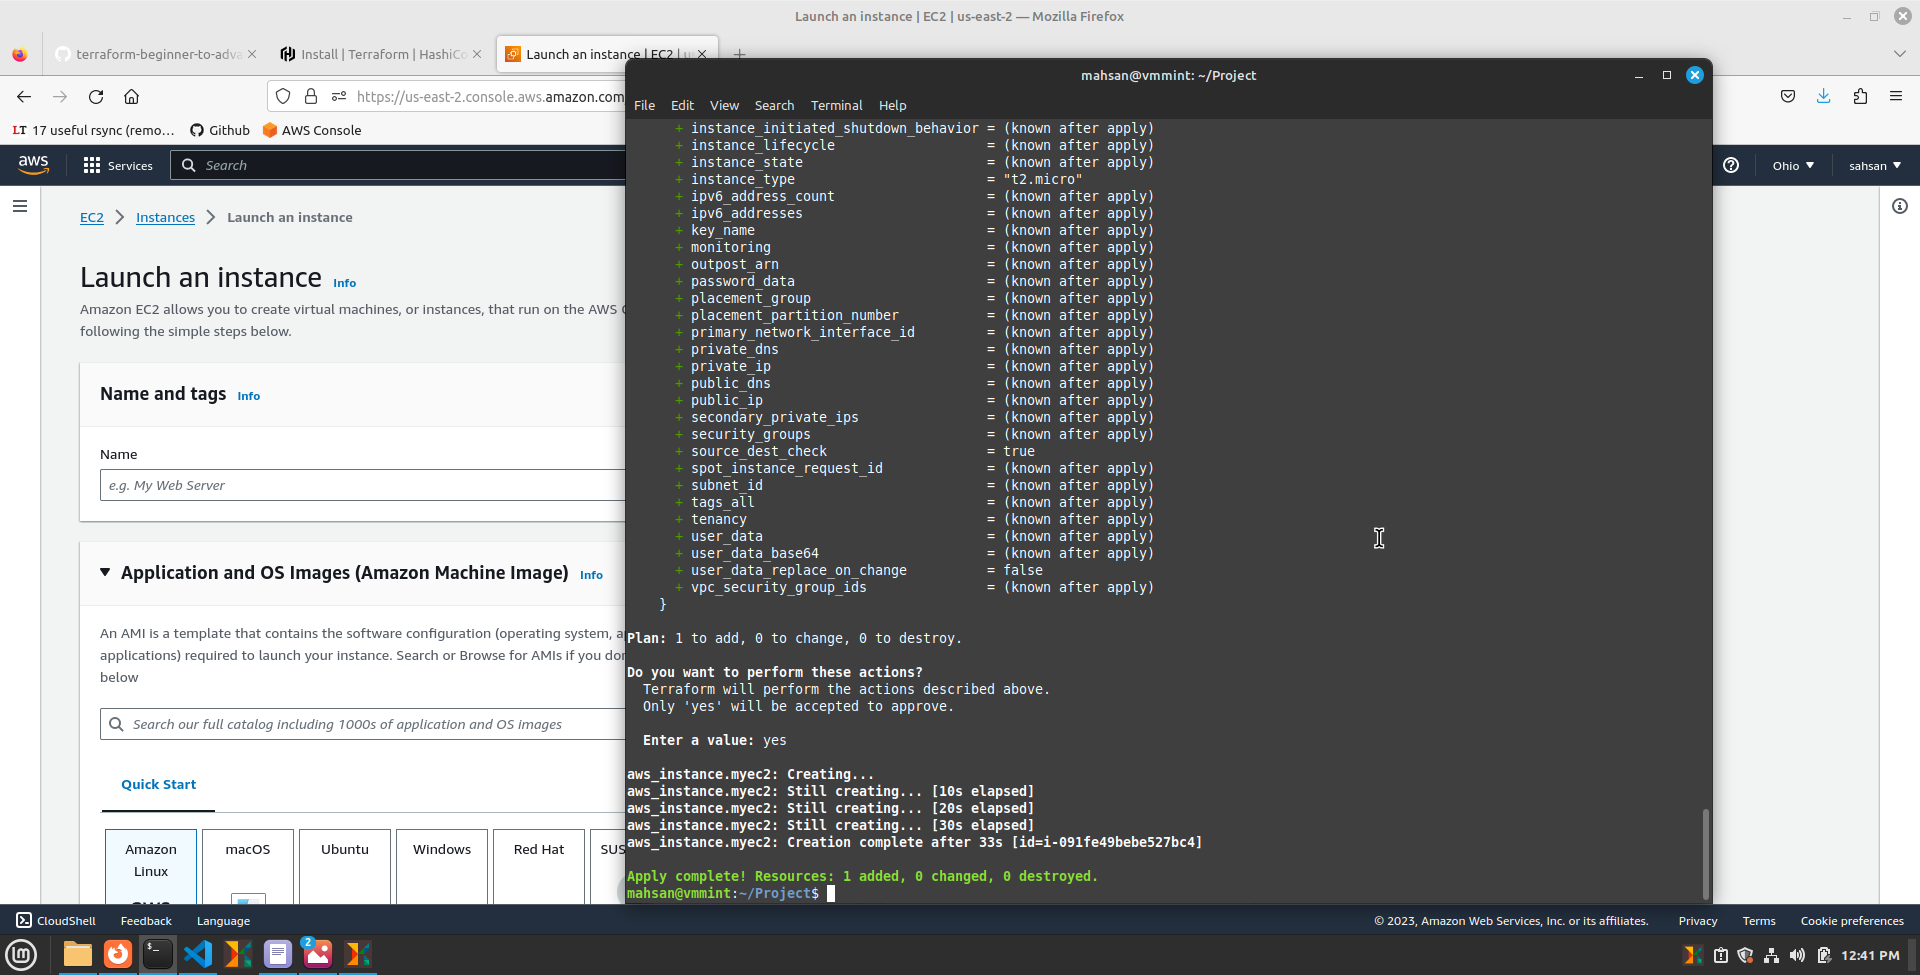 Launch an instance | EC2 | us-east-2 — Mozilla Firefox
terraform-beginner-to-adva
Install | Terraform | HashiCo
Launch an instance | EC2 | u
https://us-east-2.console.aws.amazon.com
LT 17 useful rsync (remo…
Github
AWS Console
aws
Services
Search
Ohio
sahsan
EC2
Instances
Launch an instance
Launch an instance
Info
Amazon EC2 allows you to create virtual machines, or instances, that run on the AWS
following the simple steps below.
Name and tags
Info
Name
e.g. My Web Server
Application and OS Images (Amazon Machine Image)
Info
An AMI is a template that contains the software configuration (operating system,
applications) required to launch your instance. Search or Browse for AMIs if you
below
Search our full catalog including 1000s of application and OS images
Quick Start
Amazon
Linux
macOS
Ubuntu
Windows
Red Hat
SUS
mahsan@vmmint: ~/Project
File Edit View Search Terminal Help
+ instance_initiated_shutdown_behavior = (known after apply)
+ instance_lifecycle = (known after apply)
+ instance_state = (known after apply)
+ instance_type = "t2.micro"
+ ipv6_address_count = (known after apply)
+ ipv6_addresses = (known after apply)
+ key_name = (known after apply)
+ monitoring = (known after apply)
+ outpost_arn = (known after apply)
+ password_data = (known after apply)
+ placement_group = (known after apply)
+ placement_partition_number = (known after apply)
+ primary_network_interface_id = (known after apply)
+ private_dns = (known after apply)
+ private_ip = (known after apply)
+ public_dns = (known after apply)
+ public_ip = (known after apply)
+ secondary_private_ips = (known after apply)
+ security_groups = (known after apply)
+ source_dest_check = true
+ spot_instance_request_id = (known after apply)
+ subnet_id = (known after apply)
+ tags_all = (known after apply)
+ tenancy = (known after apply)
+ user_data = (known after apply)
+ user_data_base64 = (known after apply)
+ user_data_replace_on_change = false
+ vpc_security_group_ids = (known after apply)
}
Plan: 1 to add, 0 to change, 0 to destroy.
Do you want to perform these actions?
Terraform will perform the actions described above.
Only 'yes' will be accepted to approve.
Enter a value: yes
aws_instance.myec2: Creating...
aws_instance.myec2: Still creating... [10s elapsed]
aws_instance.myec2: Still creating... [20s elapsed]
aws_instance.myec2: Still creating... [30s elapsed]
aws_instance.myec2: Creation complete after 33s [id=i-091fe49bebe527bc4]
Apply complete! Resources: 1 added, 0 changed, 0 destroyed.
mahsan@vmmint:~/Project$
CloudShell
Feedback
Language
© 2023, Amazon Web Services, Inc. or its affiliates.
Privacy
Terms
Cookie preferences
2
12:41 PM